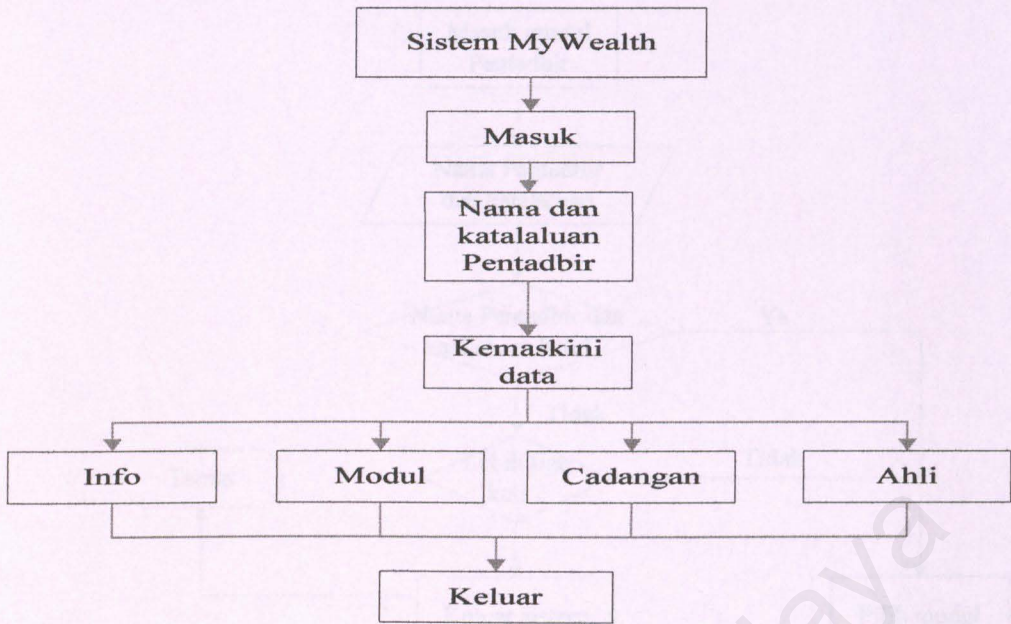 Sistem MyWealth
Masuk
Nama dan
katalaluan
Pentadbir
Kemaskini
data
Info
Modul
Cadangan
Ahli
Keluar